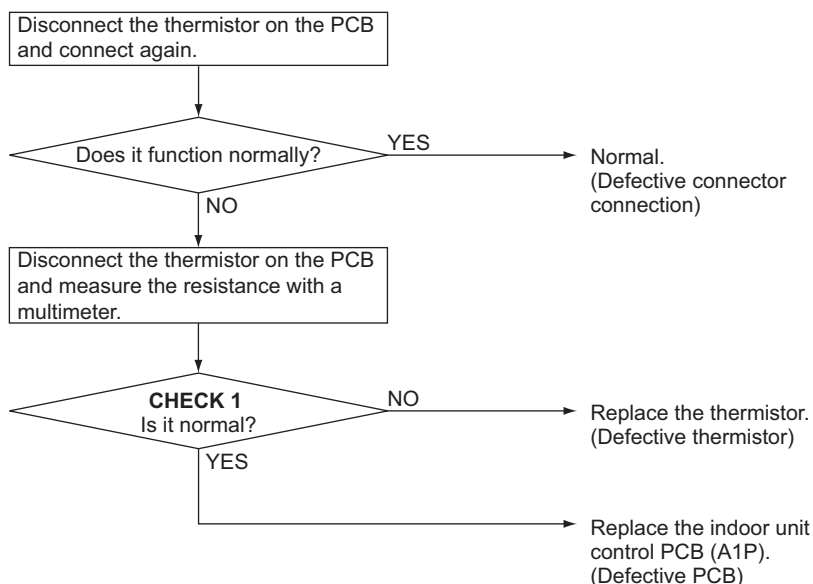 Disconnect the thermistor on the PCB
and connect again.
Does it function normally?
YES
Normal.
(Defective connector
connection)
NO
Disconnect the thermistor on the PCB
and measure the resistance with a
multimeter.
CHECK 1
Is it normal?
NO
Replace the thermistor.
(Defective thermistor)
YES
Replace the indoor unit
control PCB (A1P).
(Defective PCB)